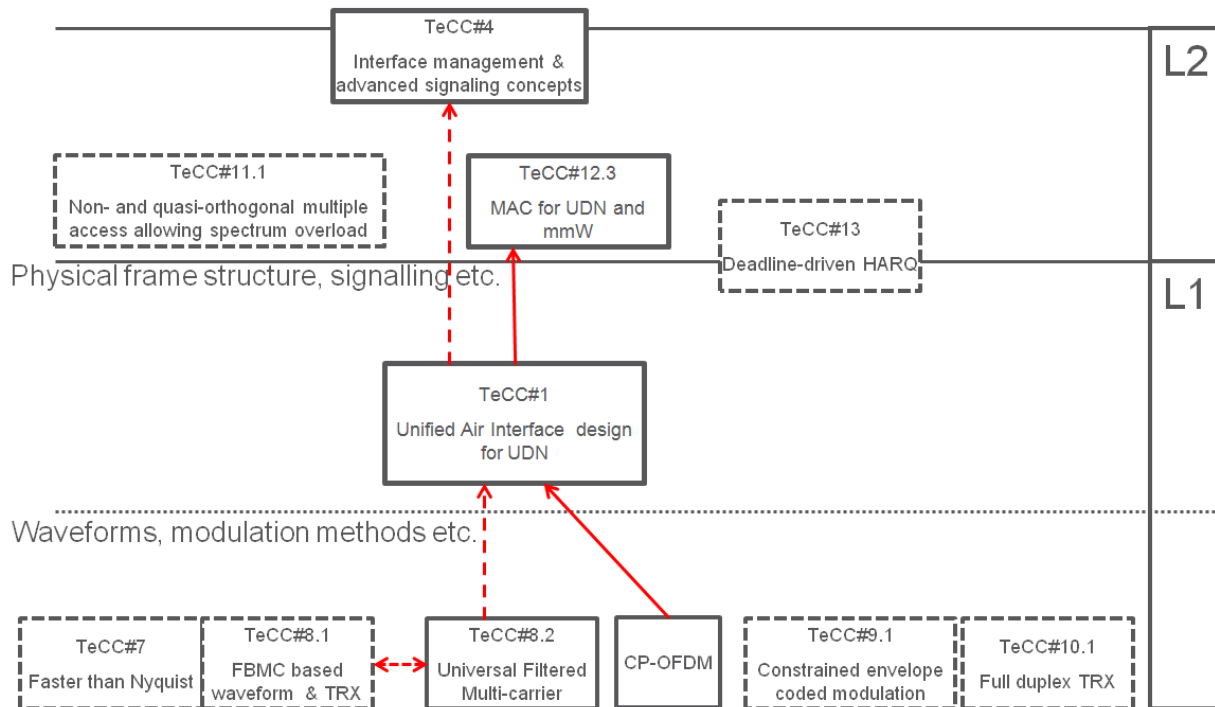 TeCC#4
Interface management &
advanced signaling concepts
L2
TeCC#11.1
Non- and quasi-orthogonal multiple
access allowing spectrum overload
TeCC#12.3
MAC for UDN and
mmW
TeCC#13
Deadline-driven HARQ
Physical frame structure, signalling etc.
L1
TeCC#1
Unified Air Interface design
for UDN
Waveforms, modulation methods etc.
TeCC#7
Faster than Nyquist
TeCC#8.1
FBMC based
waveform & TRX
TeCC#8.2
Universal Filtered
Multi-carrier
CP-OFDM
TeCC#9.1
Constrained envelope
coded modulation
TeCC#10.1
Full duplex TRX